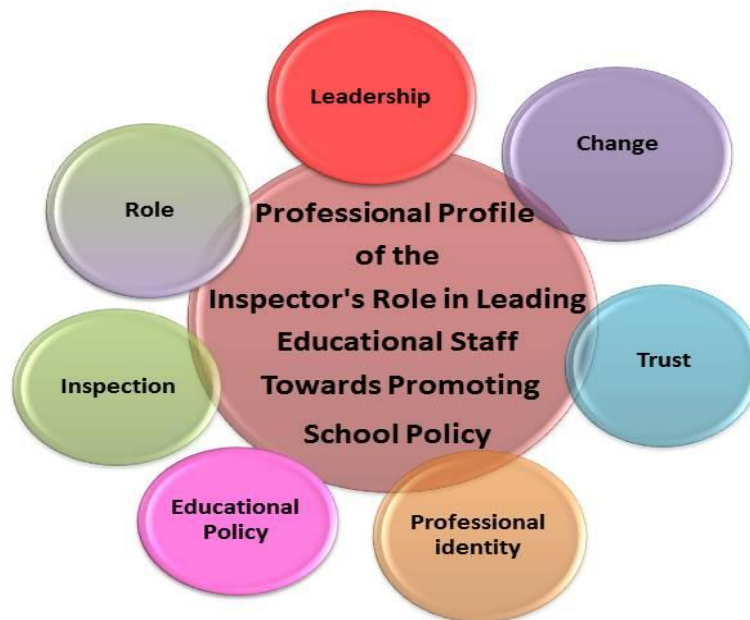 Leadership
Change
Role
Professional Profile
of the
Inspector's Role in Leading
Educational Staff
Towards Promoting
School Policy
Trust
Inspection
Educational
Policy
Professional
identity